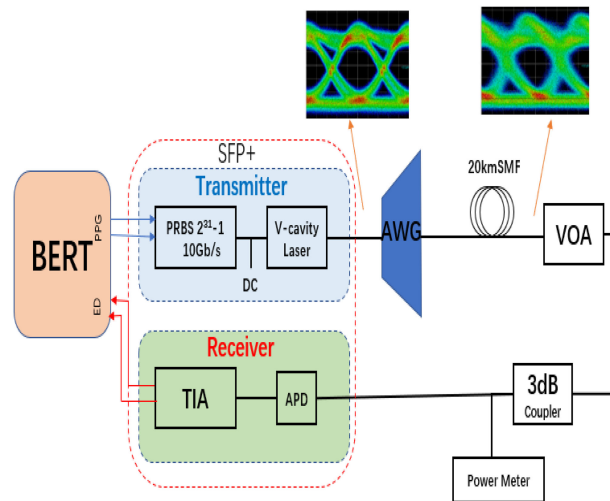 SFP+
Transmitter
20kmSMF
BERT
PPG
ED
PRBS 2³¹-1
10Gb/s
V-cavity
Laser
DC
AWG
VOA
Receiver
TIA
APD
3dB
Coupler
Power Meter